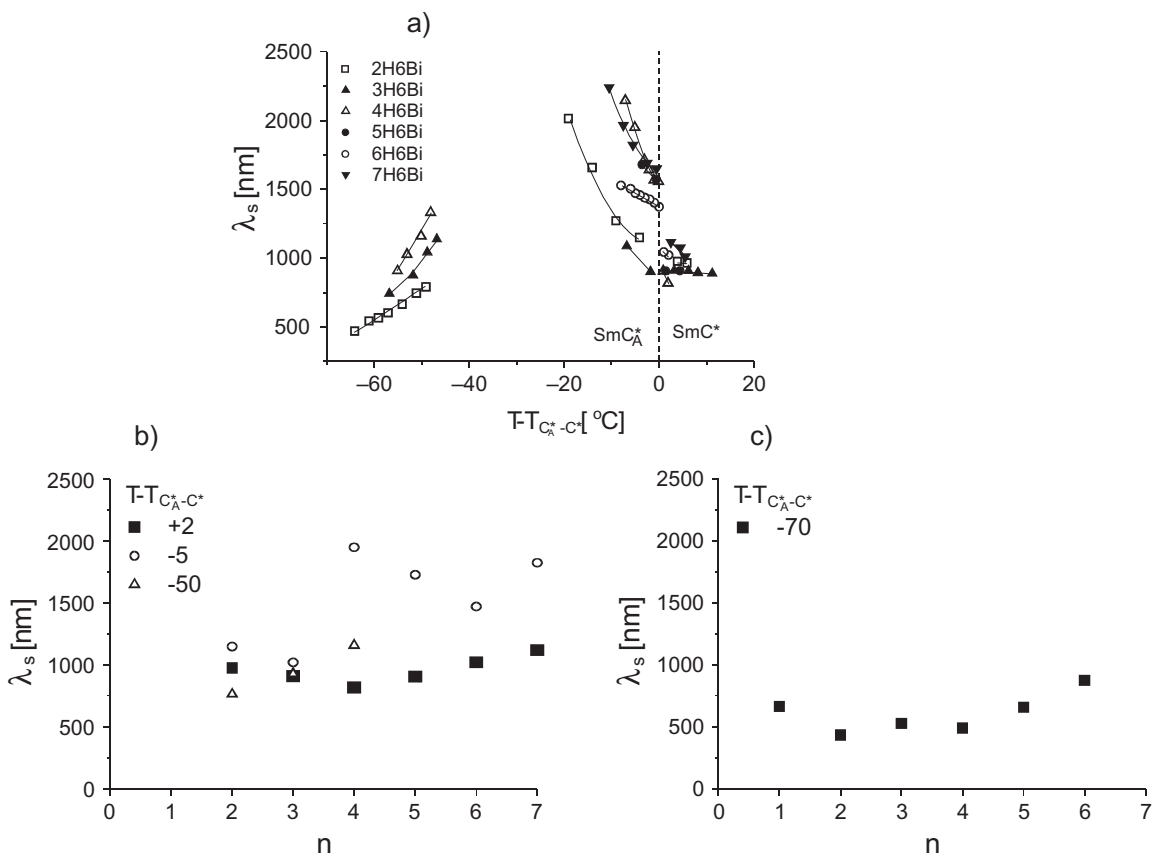 a)
2500
2000
1500
1000
500
λs [nm]
2H6Bi
3H6Bi
4H6Bi
5H6Bi
6H6Bi
7H6Bi
SmC*A
SmC*
–60
–40
–20
0
20
T-TC*A-C*[ °C]
b)
2500
2000
1500
1000
500
0
λs [nm]
T-TC*A-C*
+2
-5
-50
0 1 2 3 4 5 6 7
n
c)
2500
2000
1500
1000
500
0
λs [nm]
T-TC*A-C*
-70
0 1 2 3 4 5 6 7
n